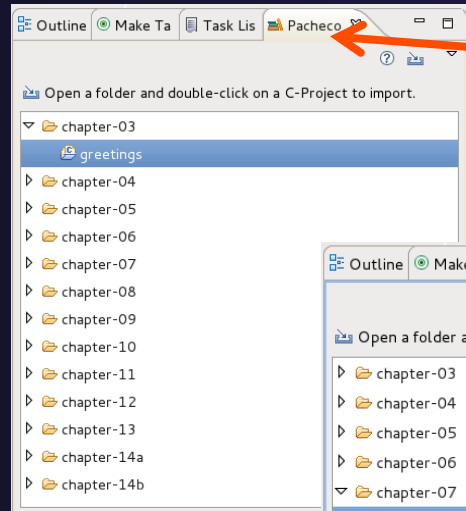 Outline Make Ta Task Lis Pacheco
Open a folder and double-click on a C-Project to import.
chapter-03
greetings
chapter-04
chapter-05
chapter-06
chapter-07
chapter-08
chapter-09
chapter-10
chapter-11
chapter-12
chapter-13
chapter-14a
chapter-14b
Outline Make
Open a folder a
chapter-03
chapter-04
chapter-05
chapter-06
chapter-07